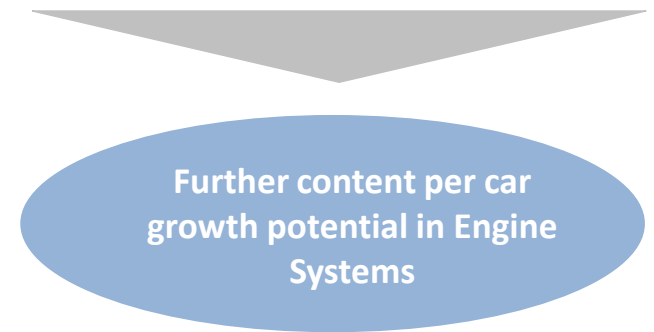 Further content per car
growth potential in Engine
Systems